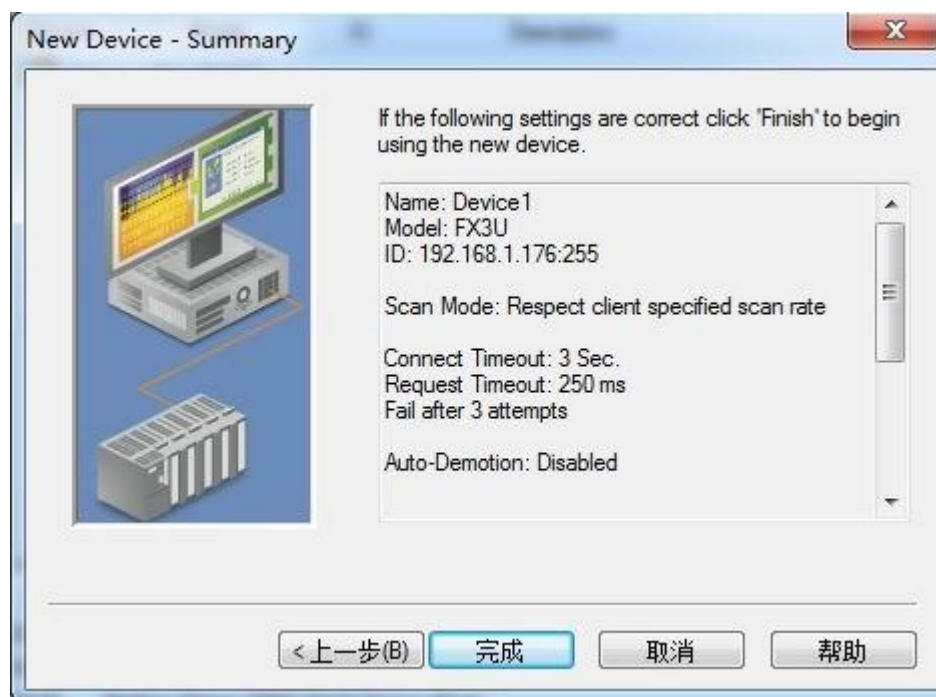 New Device - Summary
If the following settings are correct click 'Finish' to begin
using the new device.
Name: Device1
Model: FX3U
ID: 192.168.1.176:255
Scan Mode: Respect client specified scan rate
Connect Timeout: 3 Sec.
Request Timeout: 250 ms
Fail after 3 attempts
Auto-Demotion: Disabled
<上一步(B)
完成
取消
帮助